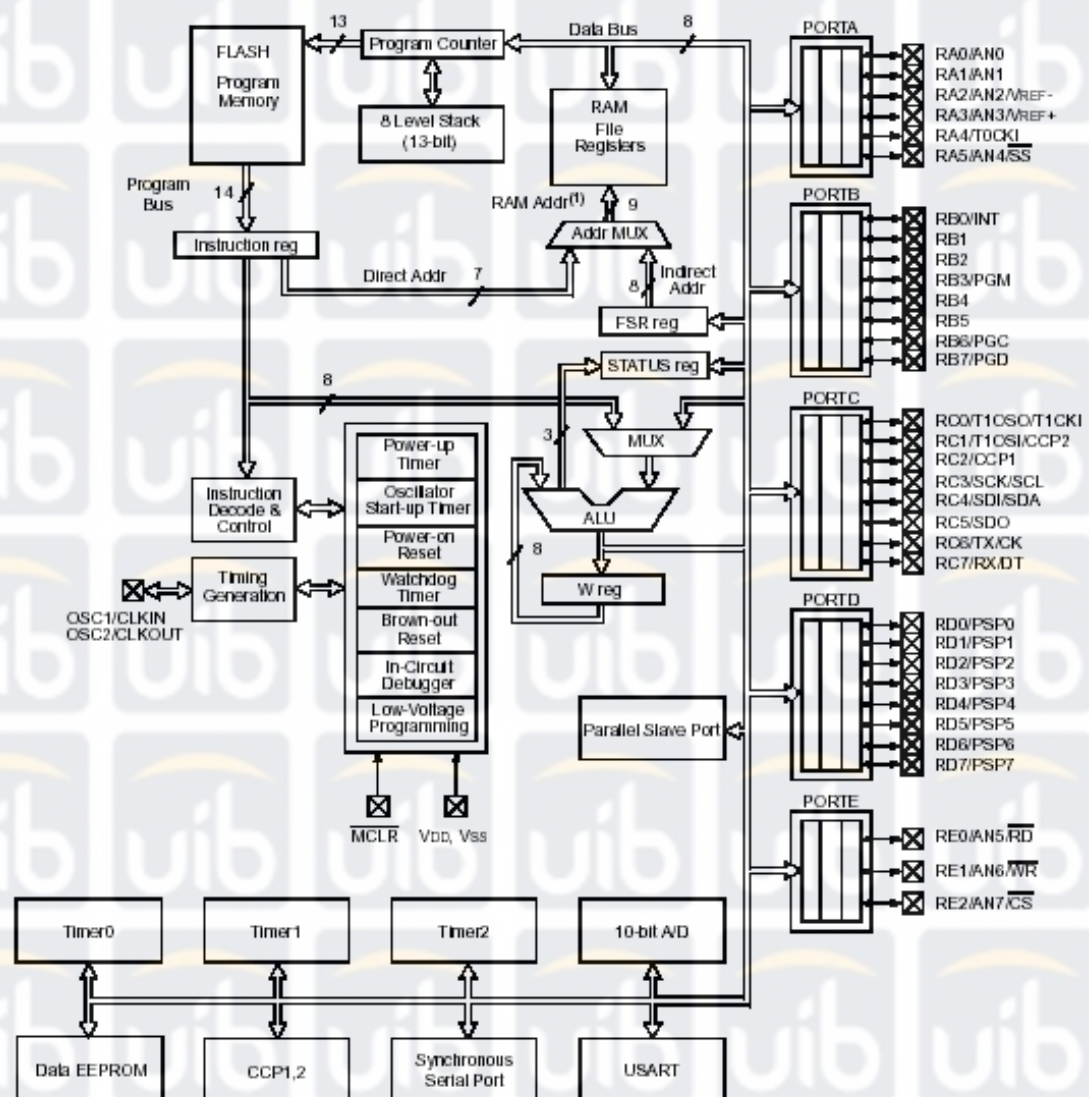 FLASH
Program
Memory
13
Program Counter
8 Level Stack
(13-bit)
Data Bus
8
RAM
File
Registers
Program
Bus
14
RAM Addr(1)
9
Addr MUX
Instruction reg
Direct Addr
7
8
Indirect
Addr
FSR reg
STATUS reg
8
3
MUX
ALU
8
W reg
Power-up
Timer
Oscillator
Start-up Timer
Power-on
Reset
Watchdog
Timer
Brown-out
Reset
In-Circuit
Debugger
Low-Voltage
Programming
Instruction
Decode &
Control
Timing
Generation
OSC1/CLKIN
OSC2/CLKOUT
MCLR
VDD, VSS
Parallel Slave Port
PORTA
RA0/AN0
RA1/AN1
RA2/AN2/VREF-
RA3/AN3/VREF+
RA4/T0CKI
RA5/AN4/SS
PORTB
RB0/INT
RB1
RB2
RB3/PGM
RB4
RB5
RB6/PGC
RB7/PGD
PORTC
RC0/T1OSO/T1CKI
RC1/T1OSI/CCP2
RC2/CCP1
RC3/SCK/SCL
RC4/SDI/SDA
RC5/SDO
RC6/TX/CK
RC7/RX/DT
PORTD
RD0/PSP0
RD1/PSP1
RD2/PSP2
RD3/PSP3
RD4/PSP4
RD5/PSP5
RD6/PSP6
RD7/PSP7
PORTE
RE0/AN5/RD
RE1/AN6/WR
RE2/AN7/CS
Timer0
Timer1
Timer2
10-bit A/D
Data EEPROM
CCP1,2
Synchronous
Serial Port
USART
uib